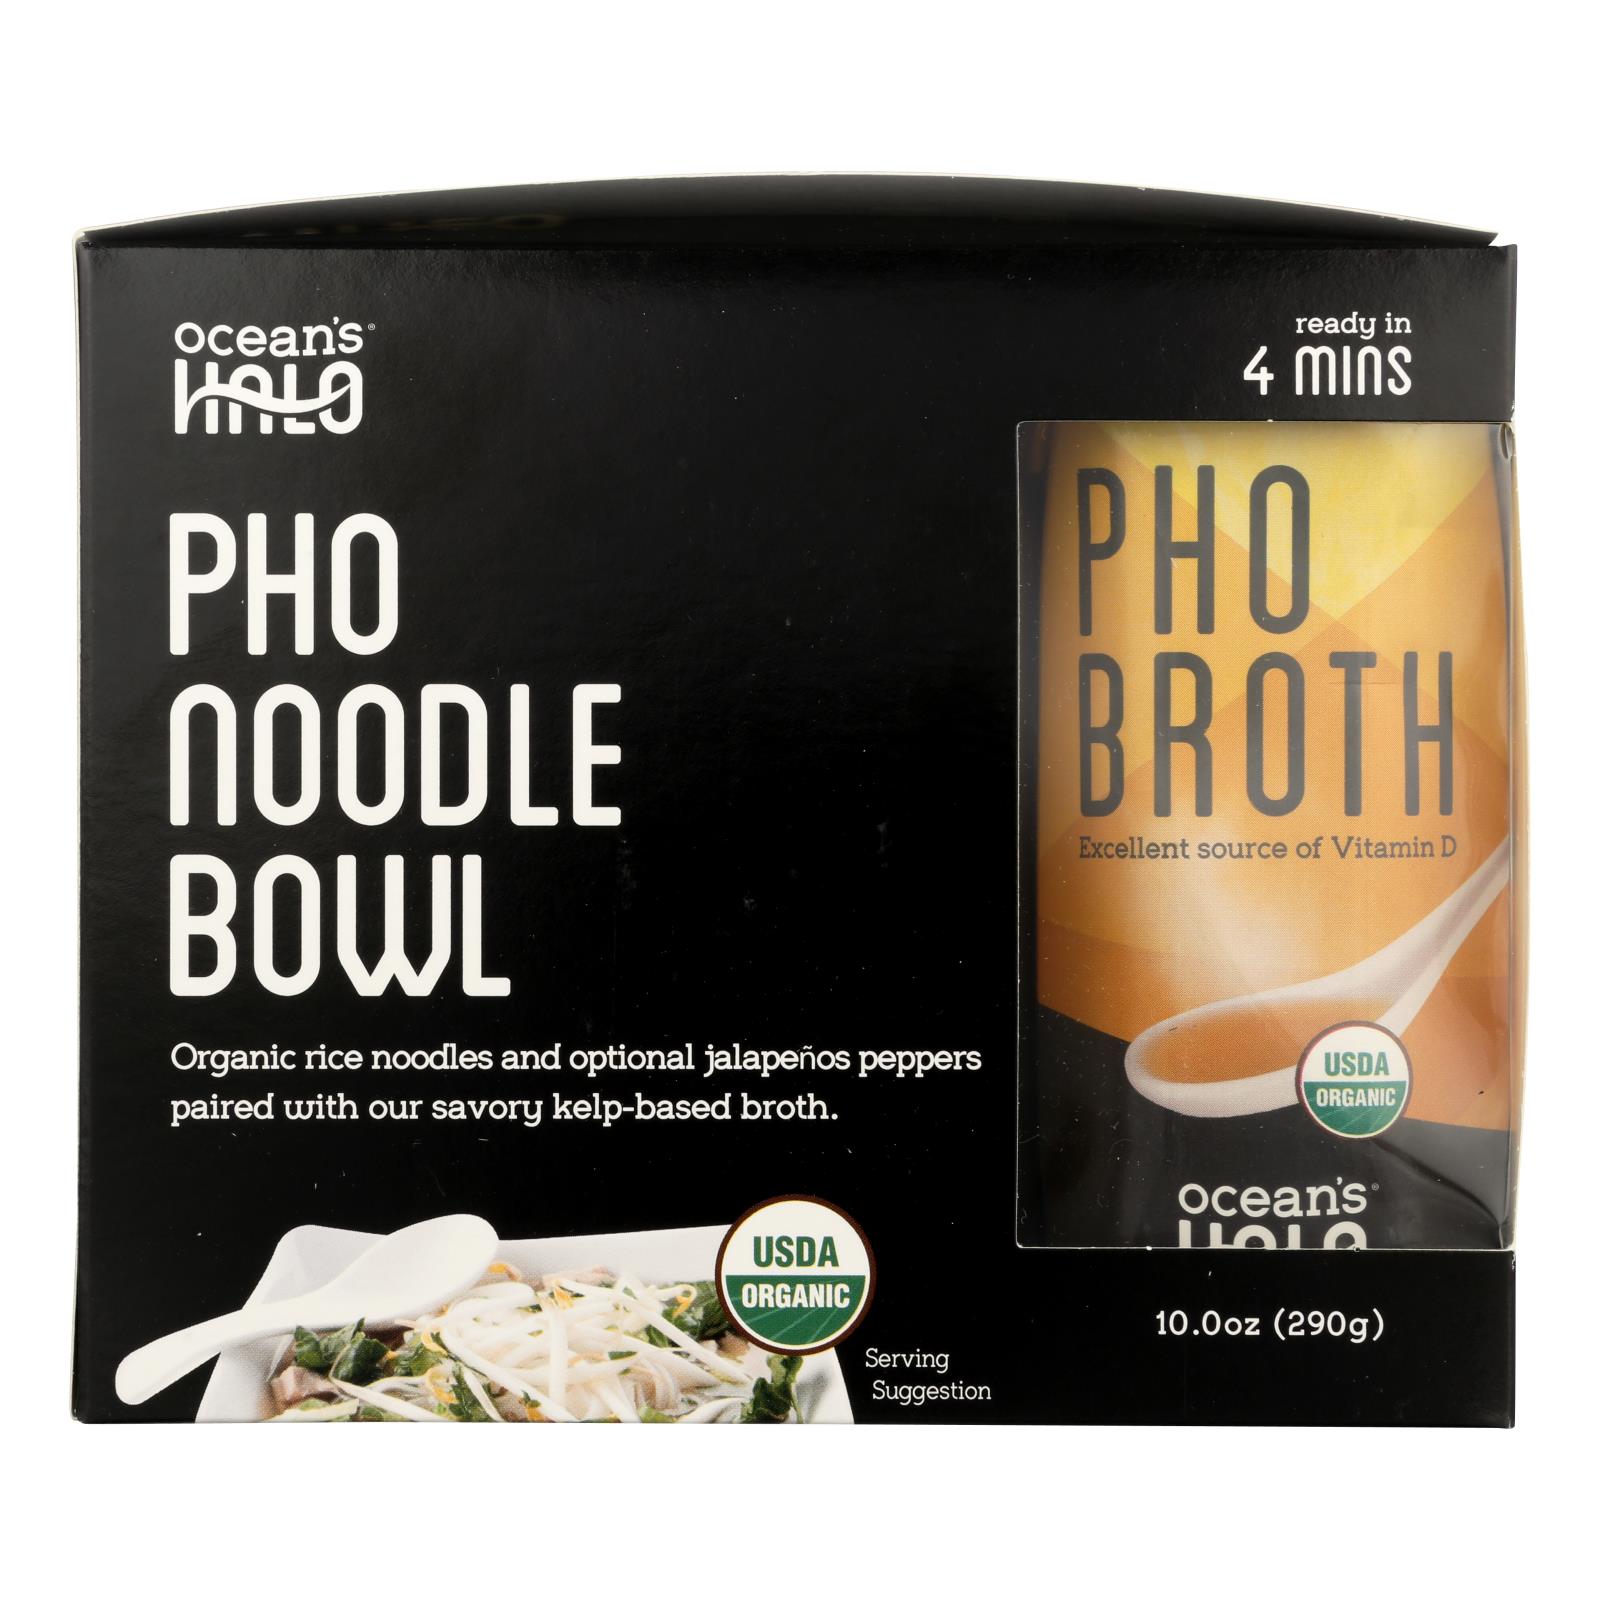 ocean's®
HALO
ready in
4 MINS
PHO
NOODLE
BOWL
Organic rice noodles and optional jalapeños peppers
paired with our savory kelp-based broth.
USDA
ORGANIC
Serving
Suggestion
PHO
BROTH
Excellent source of Vitamin D
USDA
ORGANIC
ocean's®
HALO
10.0oz (290g)